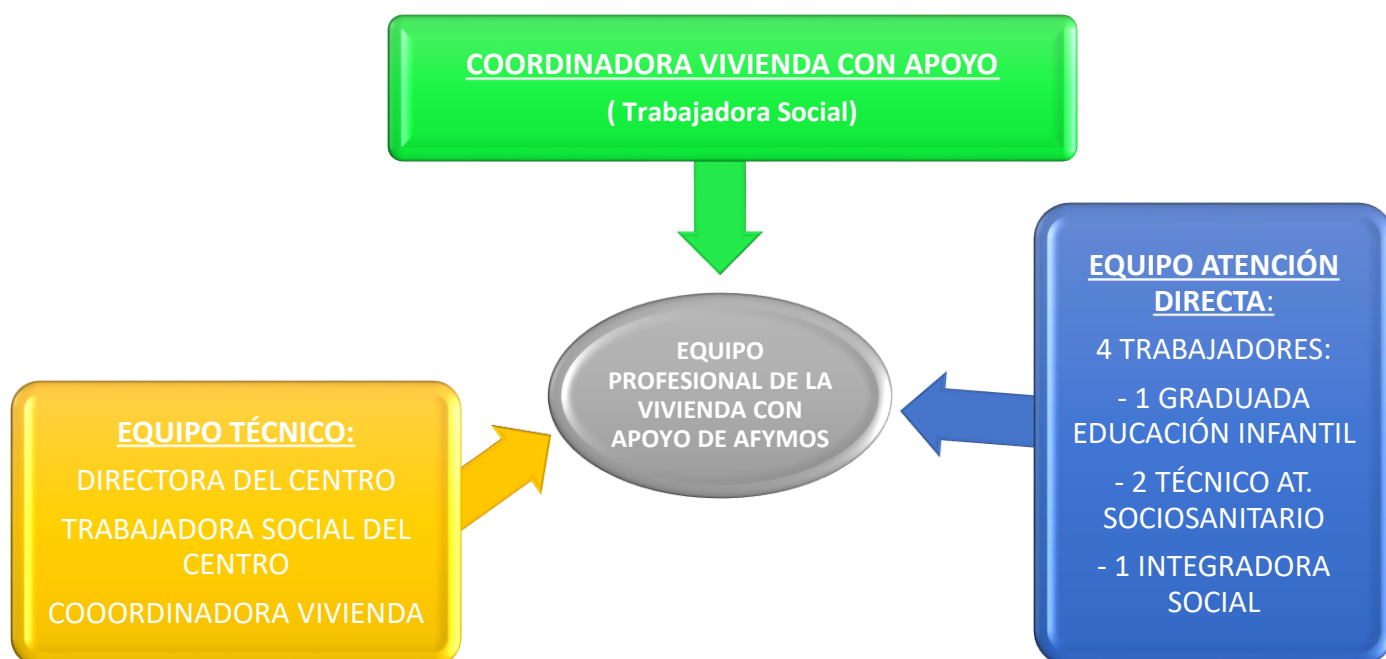 COORDINADORA VIVIENDA CON APOYO
( Trabajadora Social)
EQUIPO
PROFESIONAL DE LA
VIVIENDA CON
APOYO DE AFYMOS
EQUIPO TÉCNICO:
DIRECTORA DEL CENTRO
TRABAJADORA SOCIAL DEL
CENTRO
COOORDINADORA VIVIENDA
EQUIPO ATENCIÓN
DIRECTA:
4 TRABAJADORES:
- 1 GRADUADA
EDUCACIÓN INFANTIL
- 2 TÉCNICO AT.
SOCIOSANITARIO
- 1 INTEGRADORA
SOCIAL